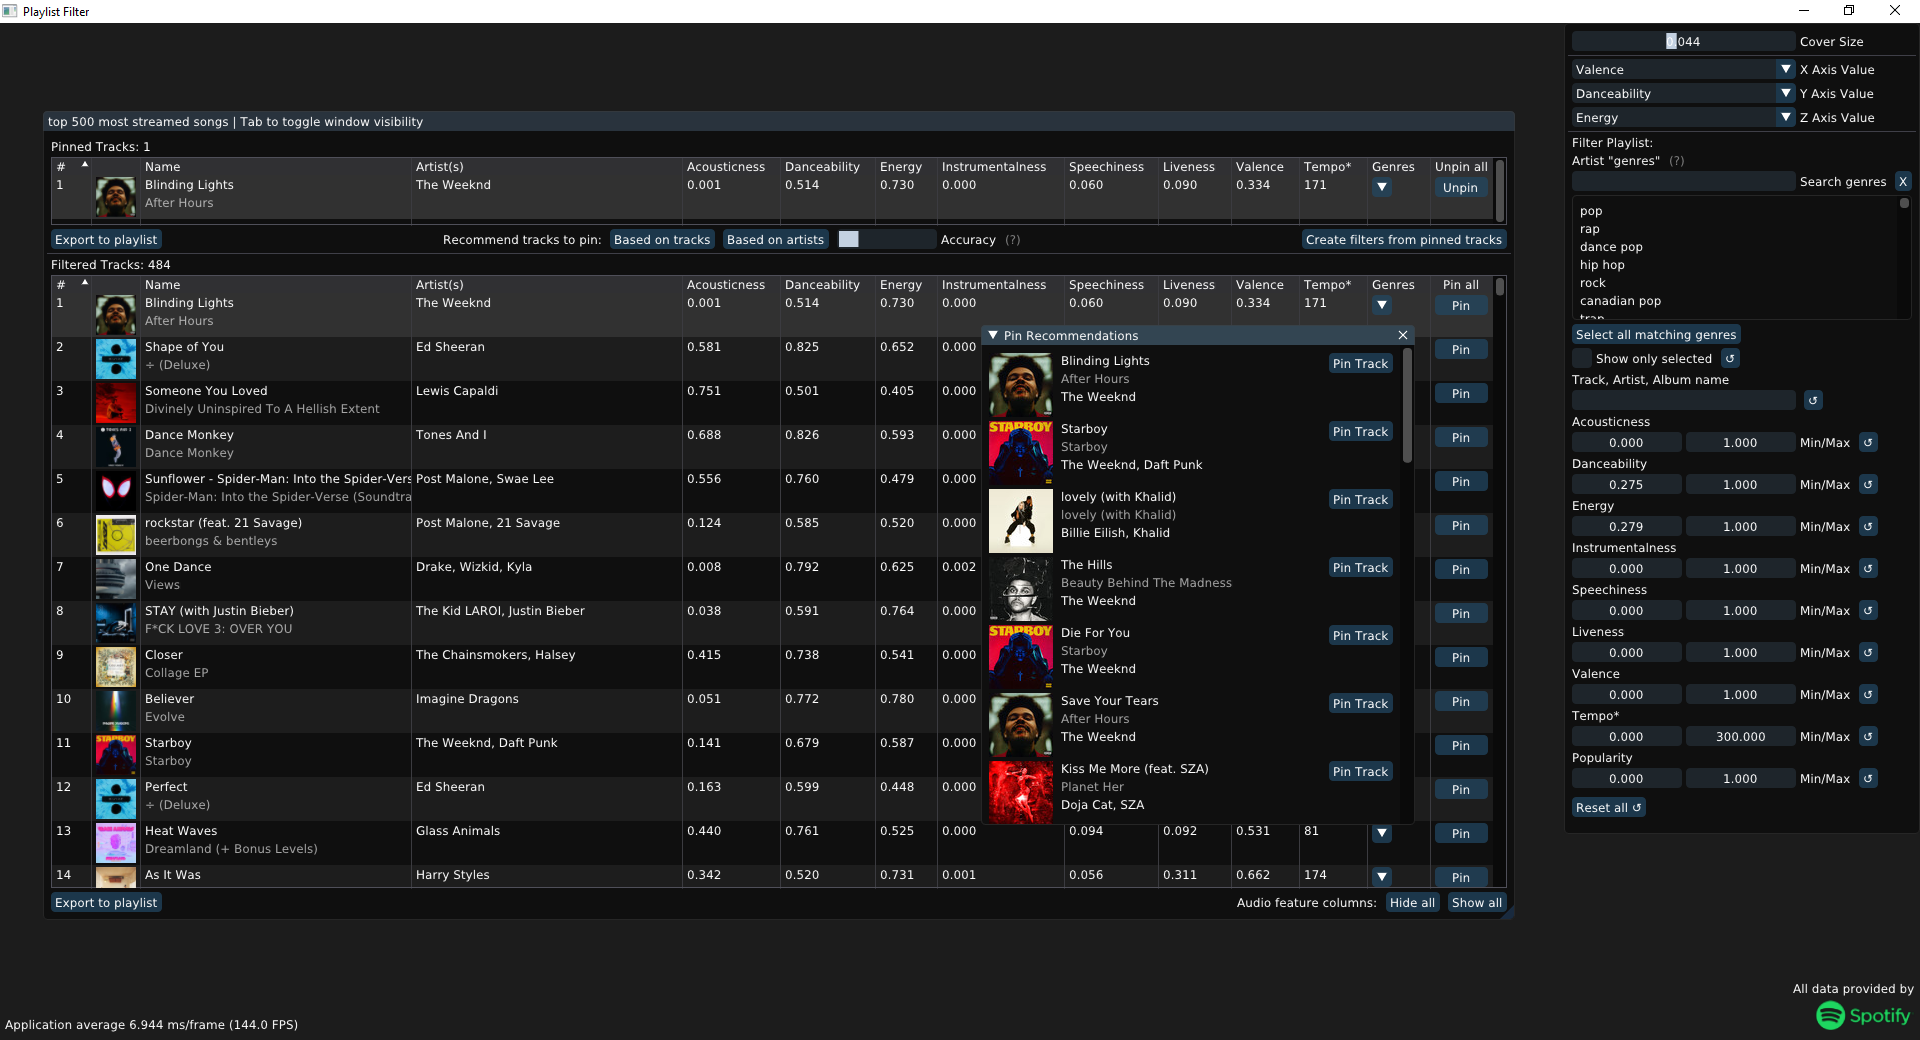 Playlist Filter
0.044 Cover Size
Valence X Axis Value
Danceability Y Axis Value
Energy Z Axis Value
top 500 most streamed songs | Tab to toggle window visibility
Pinned Tracks: 1
# Name Artist(s) Acousticness Danceability Energy Instrumentalness Speechiness Liveness Valence Tempo* Genres Unpin all
1 Blinding Lights The Weeknd 0.001 0.514 0.730 0.000 0.060 0.090 0.334 171 Unpin
After Hours
Export to playlist Recommend tracks to pin: Based on tracks Based on artists Accuracy (?) Create filters from pinned tracks
Filtered Tracks: 484
# Name Artist(s) Acousticness Danceability Energy Instrumentalness Speechiness Liveness Valence Tempo* Genres Pin all
1 Blinding Lights The Weeknd 0.001 0.514 0.730 0.000 0.060 0.090 0.334 171 Pin
After Hours
2 Shape of You Ed Sheeran 0.581 0.825 0.652 0.000 Pin
÷ (Deluxe)
3 Someone You Loved Lewis Capaldi 0.751 0.501 0.405 0.000 Pin
Divinely Uninspired To A Hellish Extent
4 Dance Monkey Tones And I 0.688 0.826 0.593 0.000 Pin
Dance Monkey
5 Sunflower - Spider-Man: Into the Spider-Vers Post Malone, Swae Lee 0.556 0.760 0.479 0.000 Pin
Spider-Man: Into the Spider-Verse (Soundtra
6 rockstar (feat. 21 Savage) Post Malone, 21 Savage 0.124 0.585 0.520 0.000 Pin
beerbongs & bentleys
7 One Dance Drake, Wizkid, Kyla 0.008 0.792 0.625 0.002 Pin
Views
8 STAY (with Justin Bieber) The Kid LAROI, Justin Bieber 0.038 0.591 0.764 0.000 Pin
F*CK LOVE 3: OVER YOU
9 Closer The Chainsmokers, Halsey 0.415 0.738 0.541 0.000 Pin
Collage EP
10 Believer Imagine Dragons 0.051 0.772 0.780 0.000 Pin
Evolve
11 Starboy The Weeknd, Daft Punk 0.141 0.679 0.587 0.000 Pin
Starboy
12 Perfect Ed Sheeran 0.163 0.599 0.448 0.000 Pin
÷ (Deluxe)
13 Heat Waves Glass Animals 0.440 0.761 0.525 0.000 0.094 0.092 0.531 81 Pin
Dreamland (+ Bonus Levels)
14 As It Was Harry Styles 0.342 0.520 0.731 0.001 0.056 0.311 0.662 174 Pin
Export to playlist Audio feature columns: Hide all Show all
Pin Recommendations
Blinding Lights Pin Track
After Hours
The Weeknd
STARBOY
Starboy Pin Track
Starboy
The Weeknd, Daft Punk
lovely (with Khalid) Pin Track
lovely (with Khalid)
Billie Eilish, Khalid
The Hills Pin Track
Beauty Behind The Madness
The Weeknd
STARBOY
Die For You Pin Track
Starboy
The Weeknd
Save Your Tears Pin Track
After Hours
The Weeknd
Kiss Me More (feat. SZA) Pin Track
Planet Her
Doja Cat, SZA
Filter Playlist:
Artist "genres" (?)
Search genres X
pop
rap
dance pop
hip hop
rock
canadian pop
trap
Select all matching genres
Show only selected ↺
Track, Artist, Album name
↺
Acousticness
0.000 1.000 Min/Max ↺
Danceability
0.275 1.000 Min/Max ↺
Energy
0.279 1.000 Min/Max ↺
Instrumentalness
0.000 1.000 Min/Max ↺
Speechiness
0.000 1.000 Min/Max ↺
Liveness
0.000 1.000 Min/Max ↺
Valence
0.000 1.000 Min/Max ↺
Tempo*
0.000 300.000 Min/Max ↺
Popularity
0.000 1.000 Min/Max ↺
Reset all ↺
All data provided by
Spotify
Application average 6.944 ms/frame (144.0 FPS)